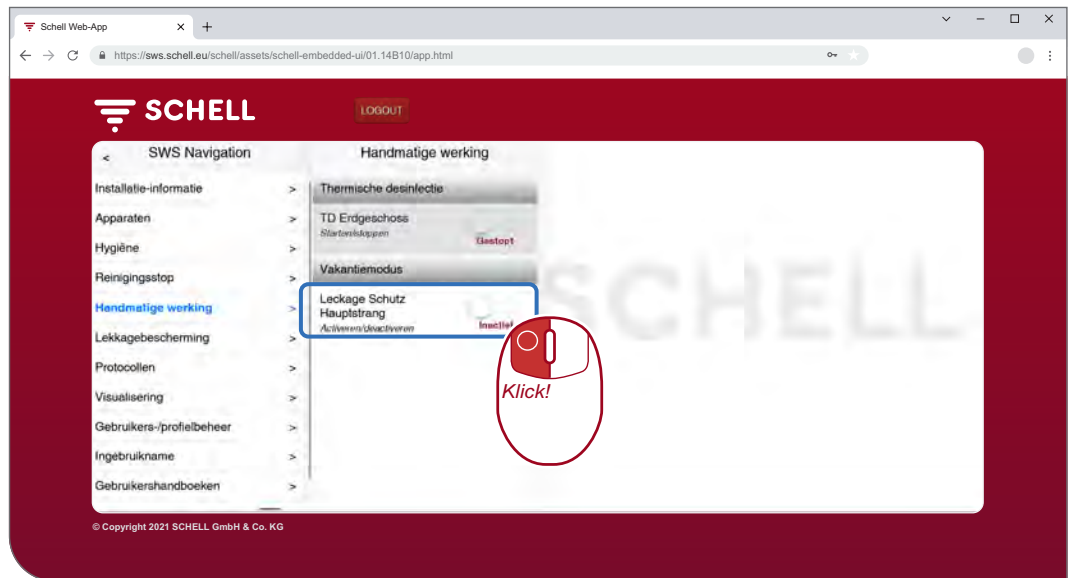 Schell Web-App
https://sws.schell.eu/schell/assets/schell-embedded-ui/01.14B10/app.html
SCHELL
LOGOUT
< SWS Navigation
Handmatige werking
Installatie-informatie >
Apparaten >
Hygiëne >
Reinigingsstop >
Handmatige werking >
Lekkagebescherming >
Protocollen >
Visualisering >
Gebruikers-/profielbeheer >
Ingebruikname >
Gebruikershandboeken >
Thermische desinfectie
TD Erdgeschoss
Starten/stoppen
Gestopt
Vakantiemodus
Leckage Schutz
Hauptstrang
Activeren/deactiveren
Inactief
Klick!
SCHELL
© Copyright 2021 SCHELL GmbH & Co. KG